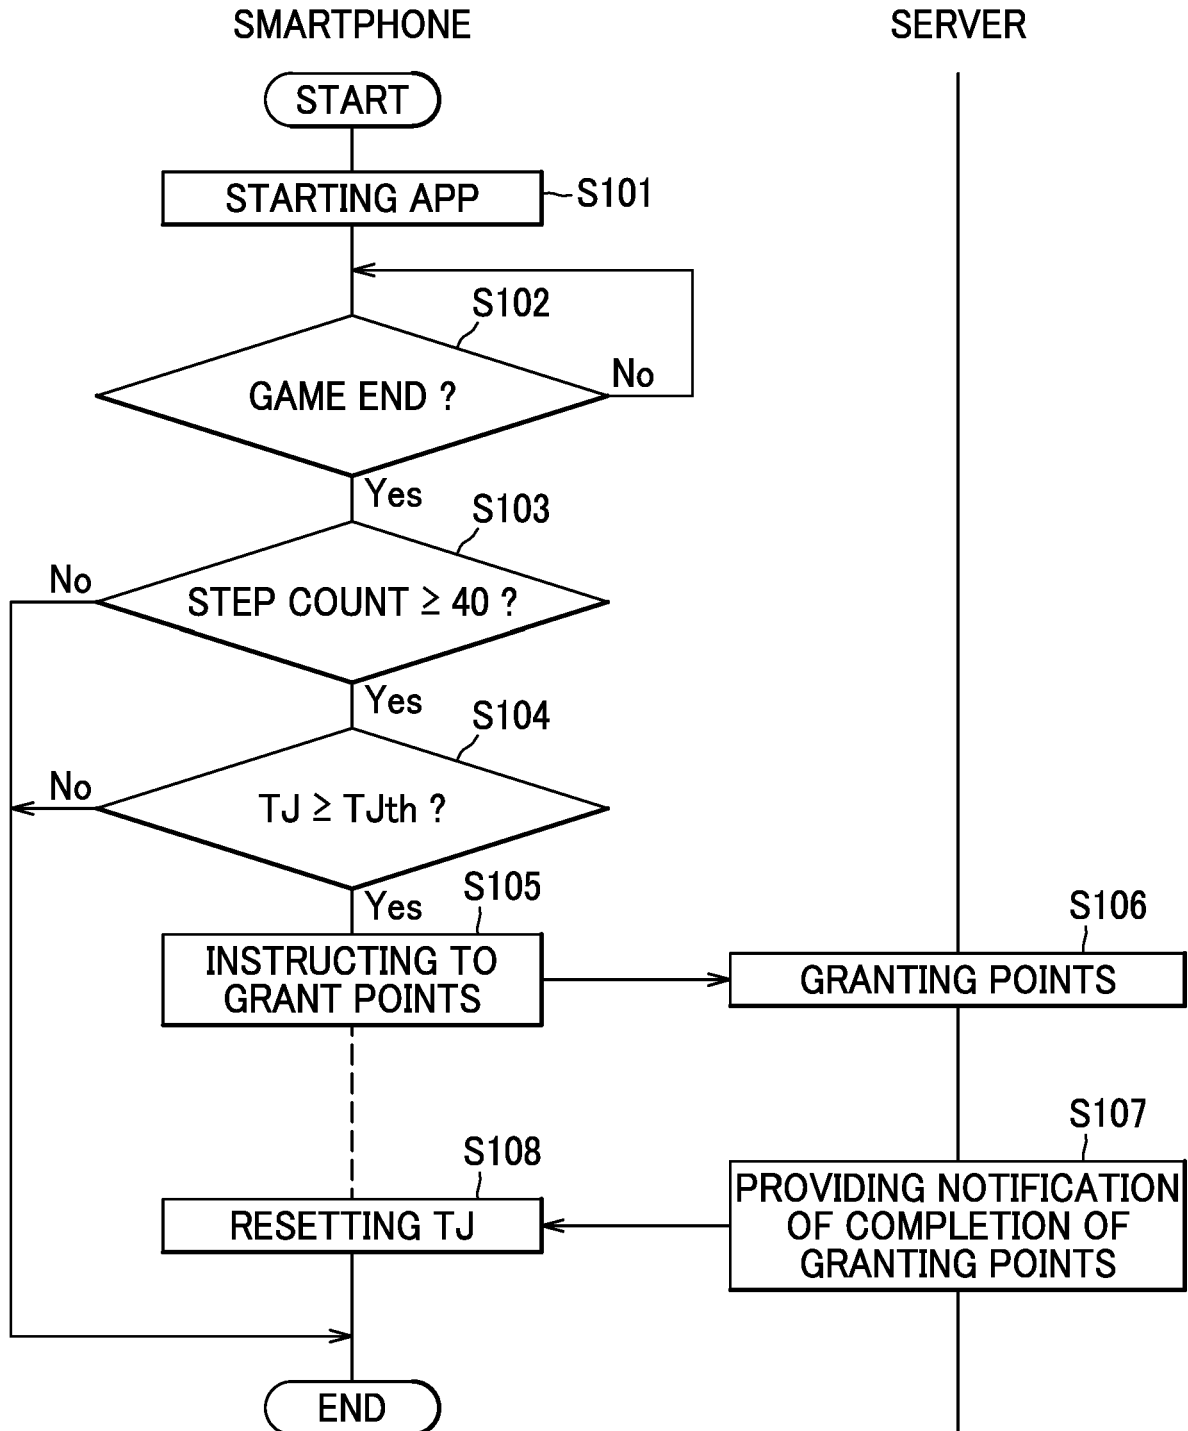 SMARTPHONE
SERVER
START
STARTING APP
S101
S102
GAME END ?
No
Yes
S103
No
STEP COUNT ≥ 40 ?
Yes
S104
No
TJ ≥ TJth ?
Yes
S105
INSTRUCTING TO
GRANT POINTS
S106
GRANTING POINTS
S107
PROVIDING NOTIFICATION
OF COMPLETION OF
GRANTING POINTS
S108
RESETTING TJ
END